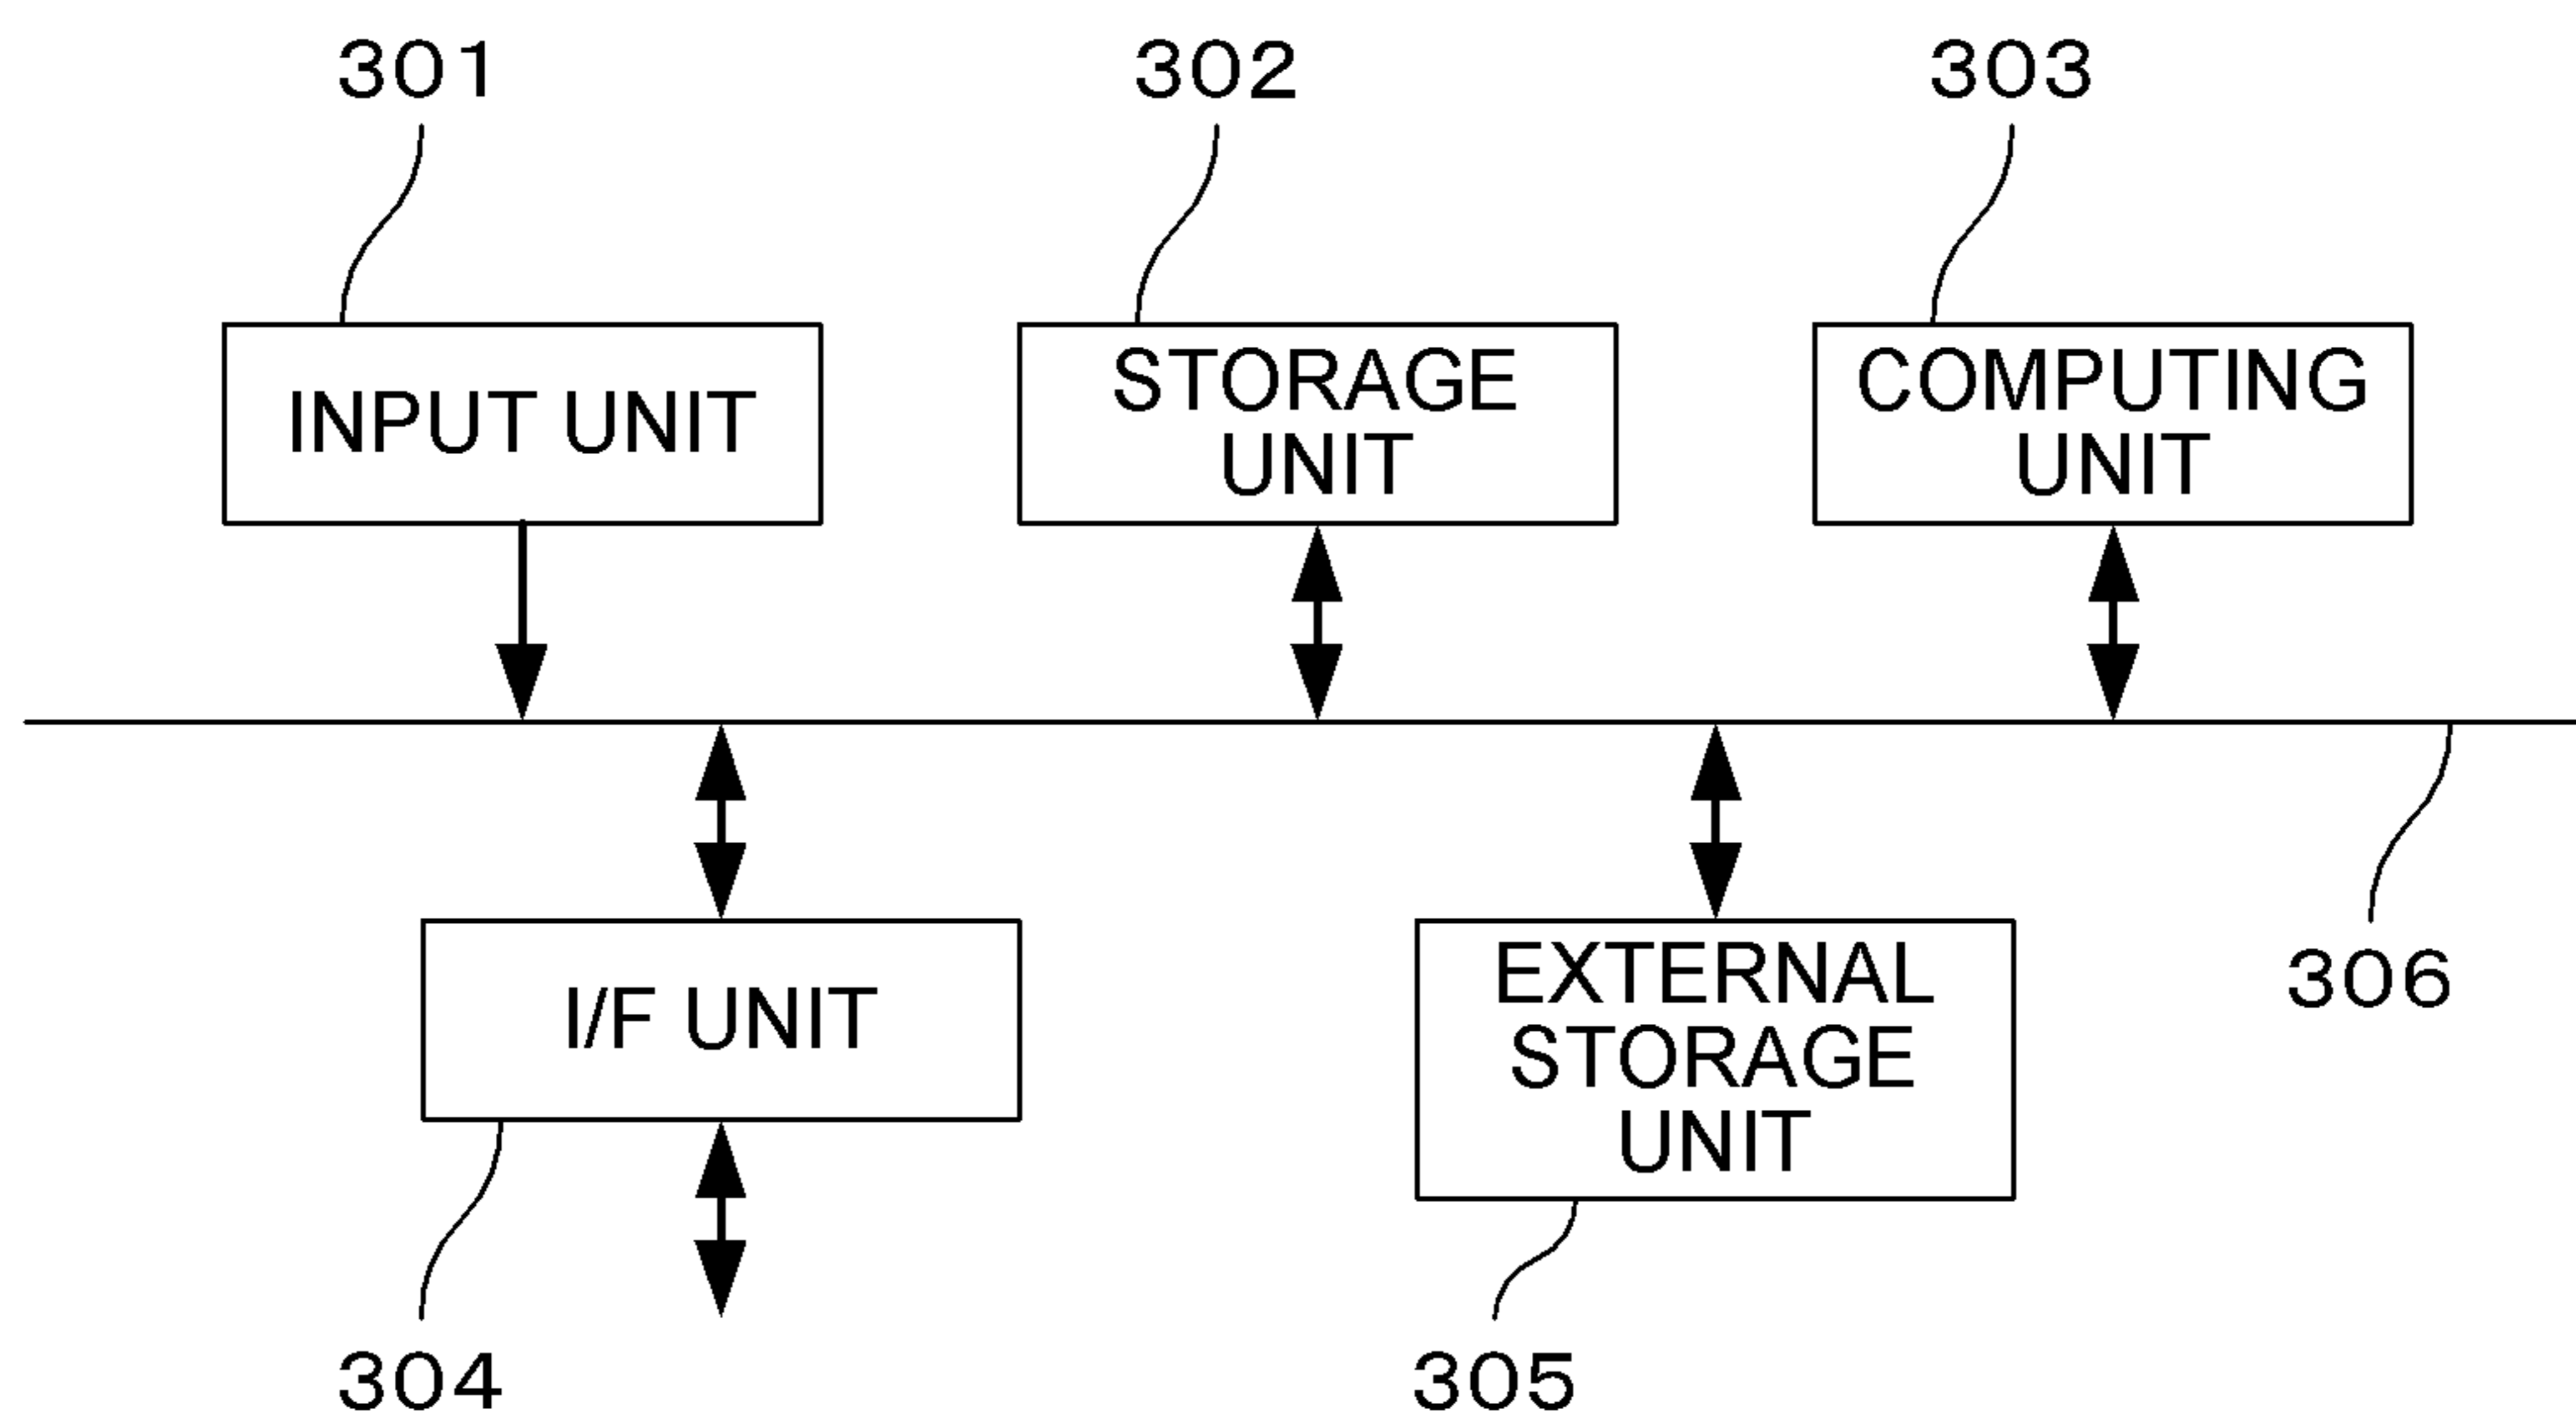 301
302
303
INPUT UNIT
STORAGE
UNIT
COMPUTING
UNIT
I/F UNIT
EXTERNAL
STORAGE
UNIT
306
304
305